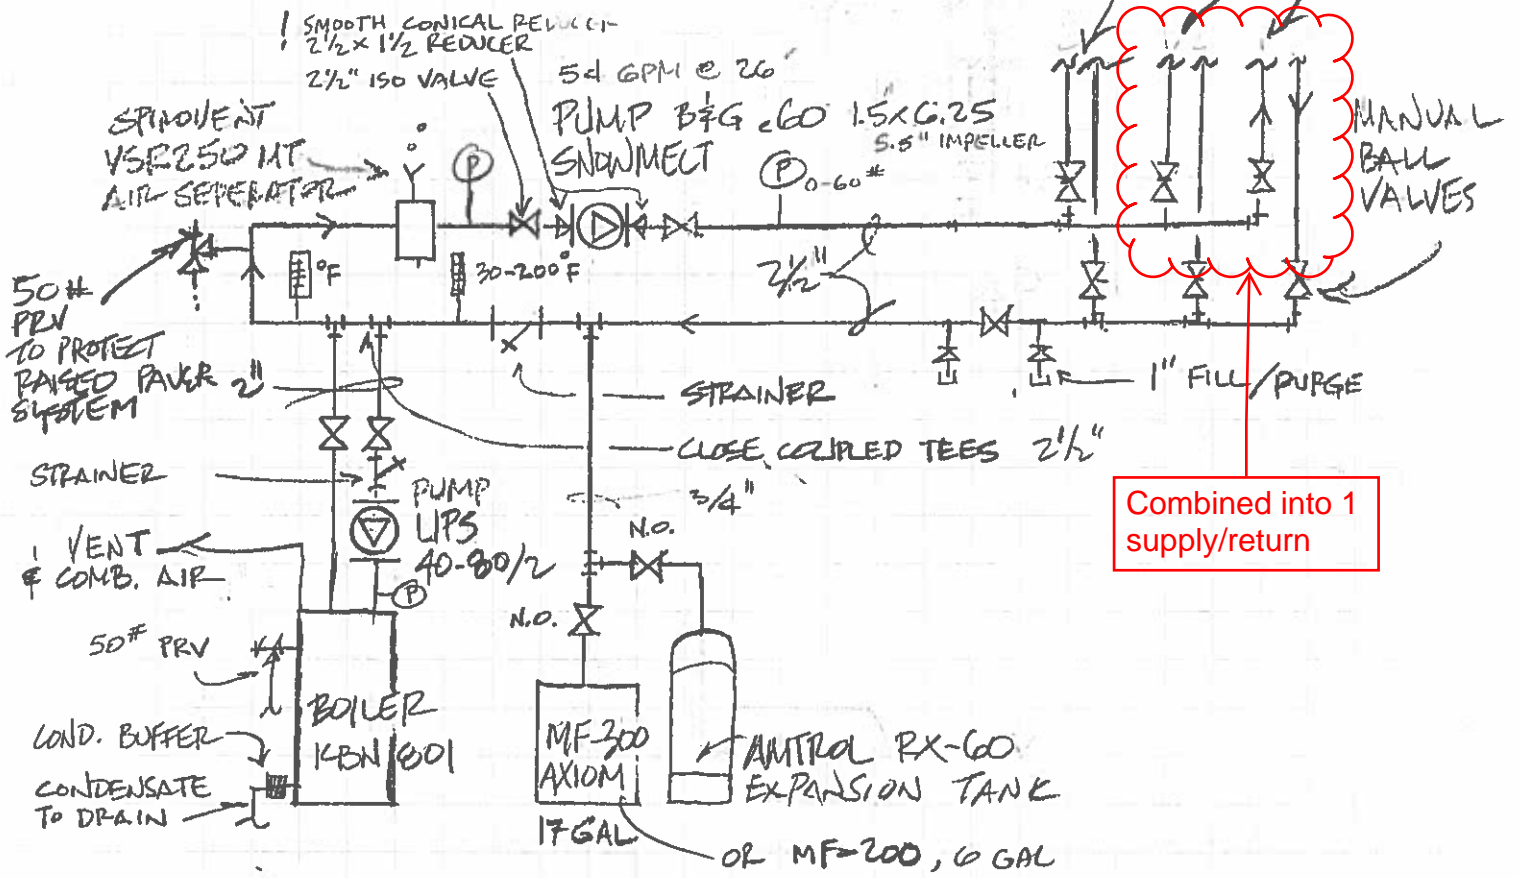 ! SMOOTH CONICAL REDUCER
2½ x 1½ REDUCER
2½" ISO VALVE
54 GPM @ 26'
PUMP B&G e60 1.5x6.25
5.5" IMPELLER
SNOWMELT
SPIROVENT
VSR250 MT
AIR SEPERATOR
P
P 0-60#
MANUAL
BALL
VALVES
50#
PRV
TO PROTECT
RAISED PAVER
SYSTEM
°F
30-200°F
2½"
2"
STRAINER
1" FILL/PURGE
CLOSE COUPLED TEES 2½"
3/4"
STRAINER
PUMP
UPS
40-80/2
P
N.O.
N.O.
VENT
& COMB. AIR
50# PRV
BOILER
KBN 801
COND. BUFFER
CONDENSATE
TO DRAIN
MF-300
AXIOM
17 GAL
AMTROL RX-60
EXPANSION TANK
OR MF-200, 6 GAL
Combined into 1
supply/return